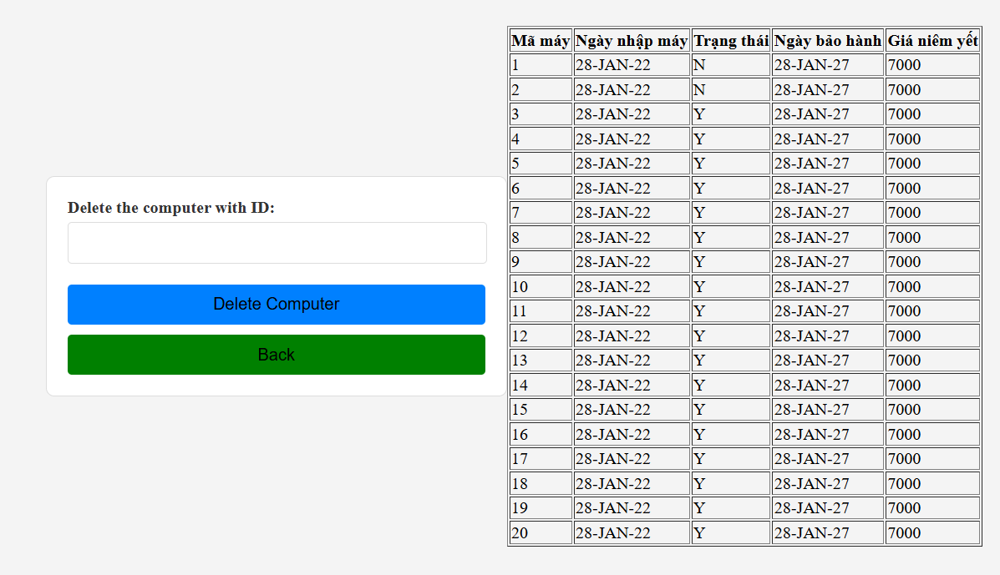 Delete the computer with ID:
Delete Computer
Back
Mã máy Ngày nhập máy Trạng thái Ngày bảo hành Giá niêm yết
1 28-JAN-22 N 28-JAN-27 7000
2 28-JAN-22 N 28-JAN-27 7000
3 28-JAN-22 Y 28-JAN-27 7000
4 28-JAN-22 Y 28-JAN-27 7000
5 28-JAN-22 Y 28-JAN-27 7000
6 28-JAN-22 Y 28-JAN-27 7000
7 28-JAN-22 Y 28-JAN-27 7000
8 28-JAN-22 Y 28-JAN-27 7000
9 28-JAN-22 Y 28-JAN-27 7000
10 28-JAN-22 Y 28-JAN-27 7000
11 28-JAN-22 Y 28-JAN-27 7000
12 28-JAN-22 Y 28-JAN-27 7000
13 28-JAN-22 Y 28-JAN-27 7000
14 28-JAN-22 Y 28-JAN-27 7000
15 28-JAN-22 Y 28-JAN-27 7000
16 28-JAN-22 Y 28-JAN-27 7000
17 28-JAN-22 Y 28-JAN-27 7000
18 28-JAN-22 Y 28-JAN-27 7000
19 28-JAN-22 Y 28-JAN-27 7000
20 28-JAN-22 Y 28-JAN-27 7000